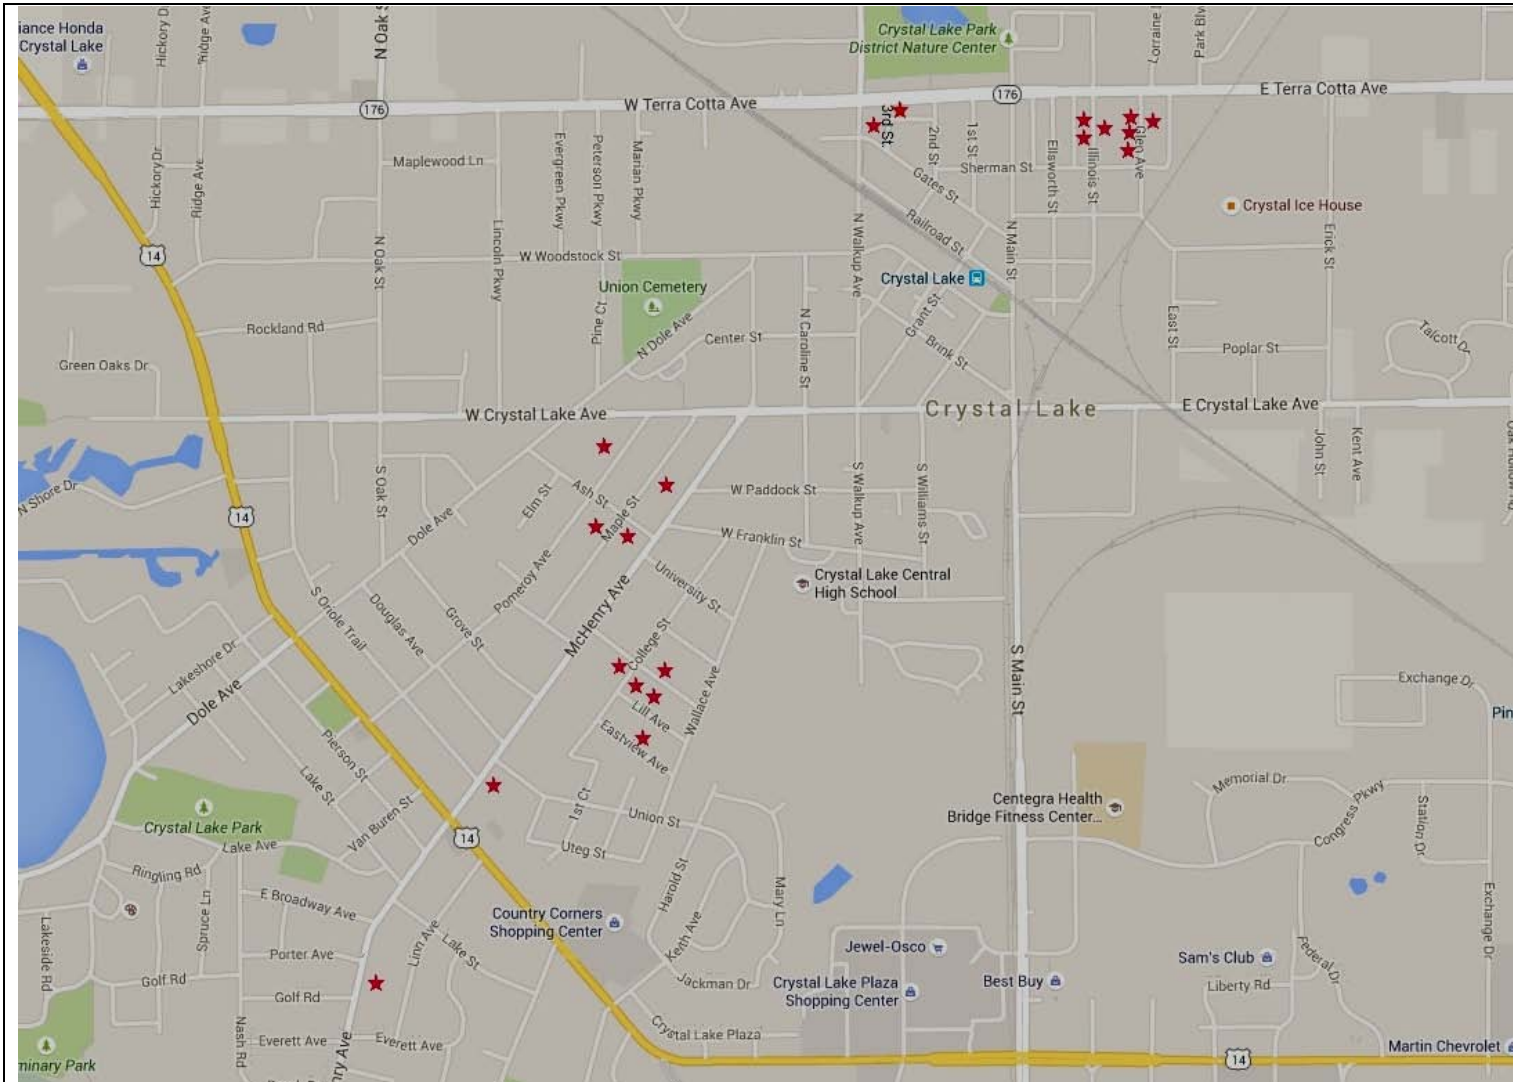 iance Honda
Crystal Lake
Hickory D
Ridge Ave
N Oak S
Crystal Lake Park
District Nature Center
Lorraine
Park Blv
176
W Terra Cotta Ave
176
E Terra Cotta Ave
3rd St.
2nd St
1st St.
Glen Ave
Hickory Dr
Ridge Ave
Maplewood Ln
Evergreen Pkwy
Peterson Pkwy
Marian Pkwy
Sherman St
Ellsworth St
Illinois St
Gates St
Crystal Ice House
14
N Oak St
Lincoln Pkwy
W Woodstock St
Railroad St
N Walkup Ave
N Main St
Erick St
Union Cemetery
Crystal Lake
Claire Ct
Grant St
Rockland Rd
N Dole Ave
Center St
N Caroline St
Brink St
East St
Poplar St
Talcott Dr
Green Oaks Dr
W Crystal Lake Ave
Crystal Lake
E Crystal Lake Ave
John St
Kent Ave
N Shore Dr
S Oak St
Elm St
Ash St
W Paddock St
S Walkup Ave
S Williams St
14
Dole Ave
Maple St
W Franklin St
Pomeroy Ave
McHenry Ave
University St
Crystal Lake Central
High School
S Oriole Trail
Douglas Ave
Grove St
College St
Lakeshore Dr
Dole Ave
Wallace Ave
S Main St
Exchange Dr
Lill Ave
Eastview Ave
Pin
Pierson St
Lake St
Memorial Dr
1st Ct
Union St
Centegra Health
Bridge Fitness Center...
Congress Pkwy
Station Dr
Crystal Lake Park
Van Buren St
14
Lake Ave
Uteg St
Ringling Rd
Harold St
Mary Ln
Spruce Ln
E Broadway Ave
Country Corners
Shopping Center
Keith Ave
Exchange Dr
Lakeside Rd
Porter Ave
Linn Ave
Lake St
Jewel-Osco
Sam's Club
Federal Dr
Golf Rd
Golf Rd
Jackman Dr
Crystal Lake Plaza
Shopping Center
Best Buy
Liberty Rd
Nash Rd
Everett Ave
Everett Ave
Crystal Lake Plaza
nry Ave
minary Park
14
Martin Chevrolet